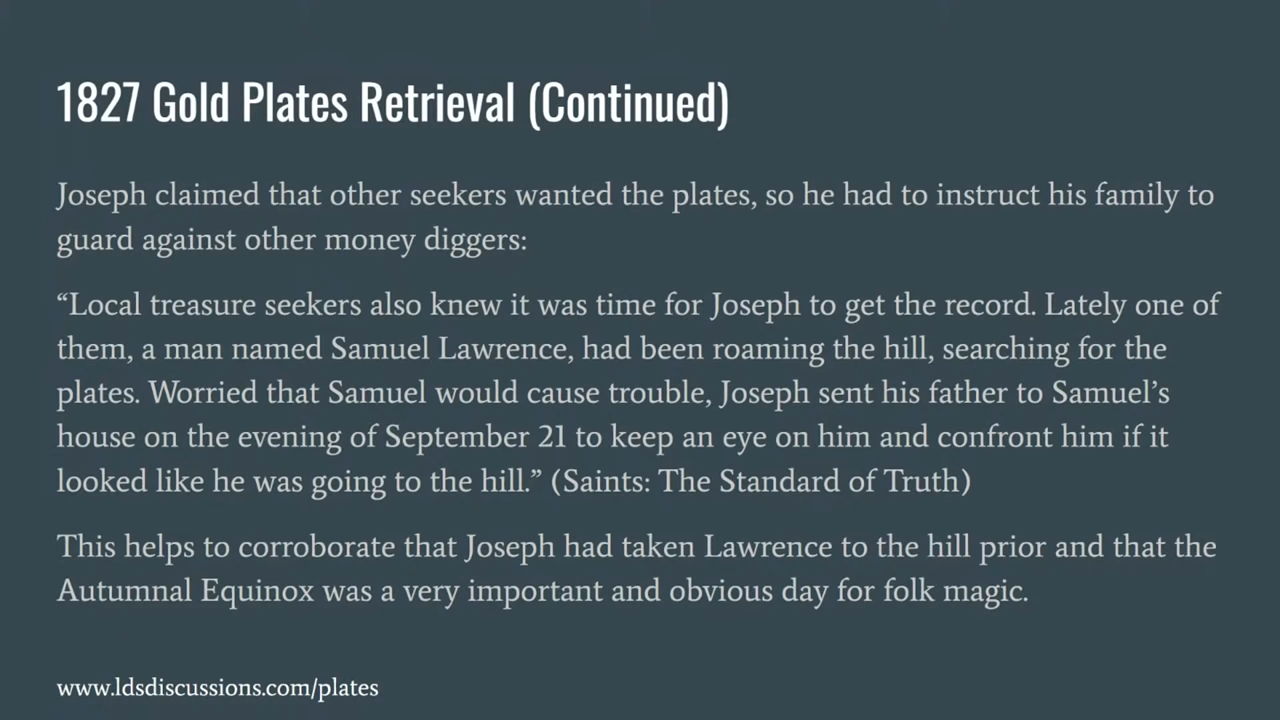 1827 Gold Plates Retrieval (Continued)
Joseph claimed that other seekers wanted the plates, so he had to instruct his family to
guard against other money diggers:
“Local treasure seekers also knew it was time for Joseph to get the record. Lately one of
them, a man named Samuel Lawrence, had been roaming the hill, searching for the
plates. Worried that Samuel would cause trouble, Joseph sent his father to Samuel’s
house on the evening of September 21 to keep an eye on him and confront him if it
looked like he was going to the hill.” (Saints: The Standard of Truth)
This helps to corroborate that Joseph had taken Lawrence to the hill prior and that the
Autumnal Equinox was a very important and obvious day for folk magic.
www.ldsdiscussions.com/plates